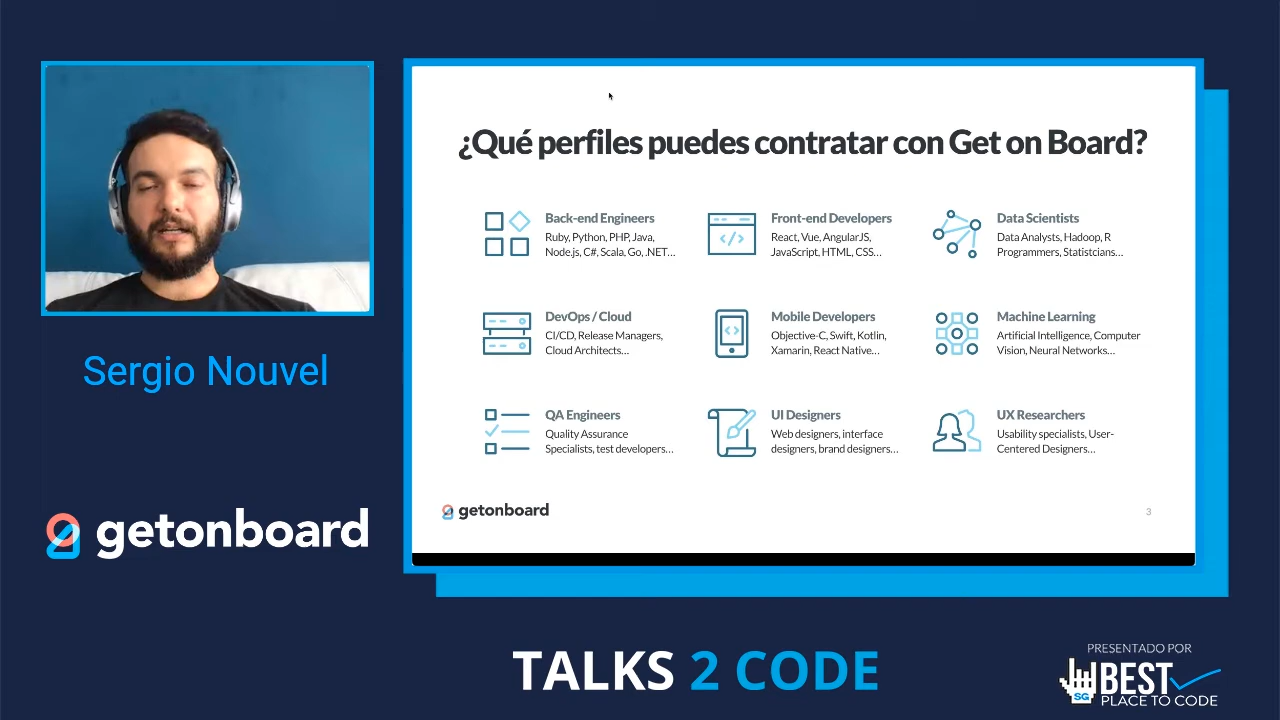 Sergio Nouvel
getonboard
¿Qué perfiles puedes contratar con Get on Board?
Back-end Engineers
Ruby, Python, PHP, Java,
Node.js, C#, Scala, Go, .NET...
Front-end Developers
React, Vue, AngularJS,
JavaScript, HTML, CSS...
Data Scientists
Data Analysts, Hadoop, R
Programmers, Statistcians...
DevOps / Cloud
CI/CD, Release Managers,
Cloud Architects...
Mobile Developers
Objective-C, Swift, Kotlin,
Xamarin, React Native...
Machine Learning
Artificial Intelligence, Computer
Vision, Neural Networks...
QA Engineers
Quality Assurance
Specialists, test developers...
UI Designers
Web designers, interface
designers, brand designers...
UX Researchers
Usability specialists, User-
Centered Designers...
getonboard
3
TALKS 2 CODE
PRESENTADO POR
SG
BEST
PLACE TO CODE